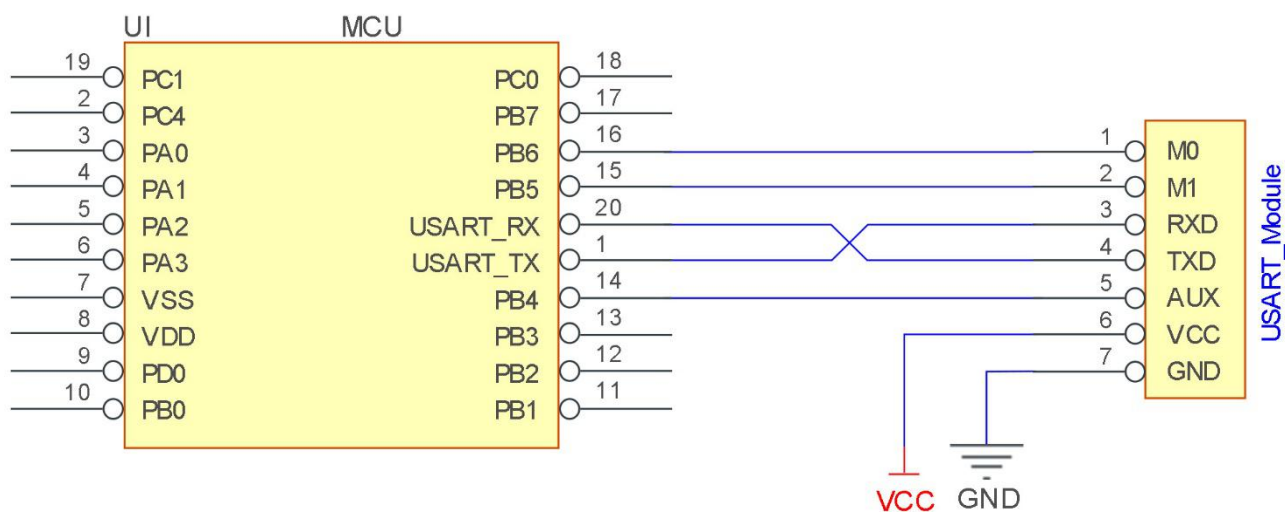 UI MCU
19 PC1 PC0 18
2 PC4 PB7 17
3 PA0 PB6 16 1 M0
4 PA1 PB5 15 2 M1
5 PA2 USART_RX 20 3 RXD
6 PA3 USART_TX 1 4 TXD
7 VSS PB4 14 5 AUX
8 VDD PB3 13 6 VCC
9 PD0 PB2 12 7 GND
10 PB0 PB1 11
USART_Module
VCC GND